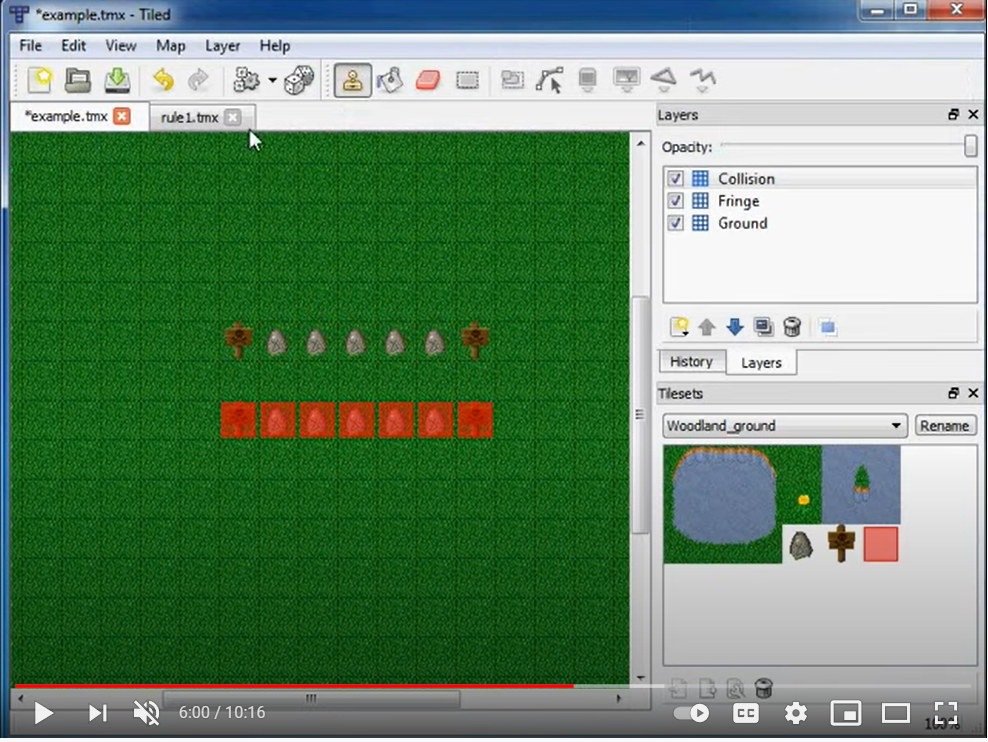 *example.tmx - Tiled
File Edit View Map Layer Help
*example.tmx rule1.tmx
Layers
Opacity:
Collision
Fringe
Ground
History Layers
Tilesets
Woodland_ground Rename
6:00 / 10:16 CC
100%